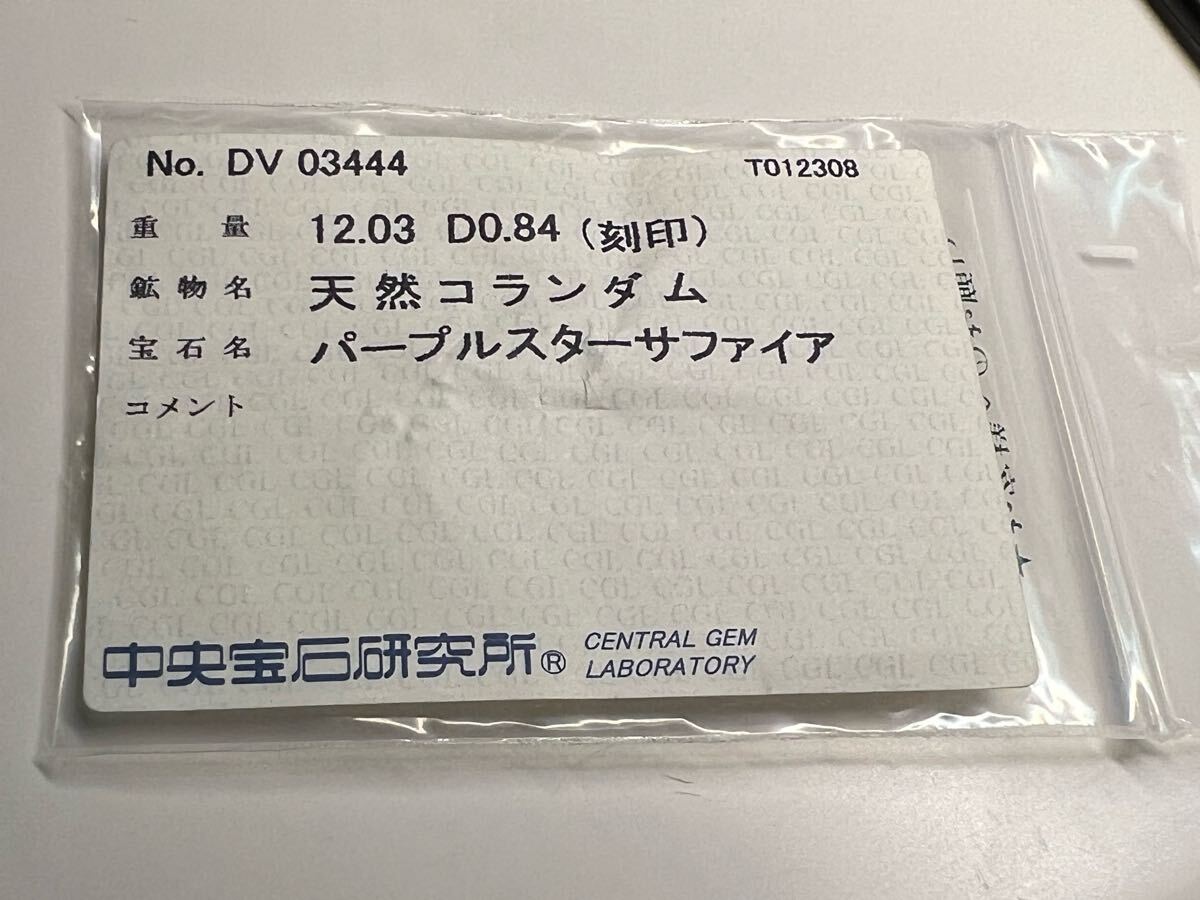 No. DV 03444
T012308
重量 12.03 D0.84 (刻印)
鉱物名 天然コランダム
宝石名 パープルスターサファイア
コメント
中央宝石研究所® CENTRAL GEM
LABORATORY